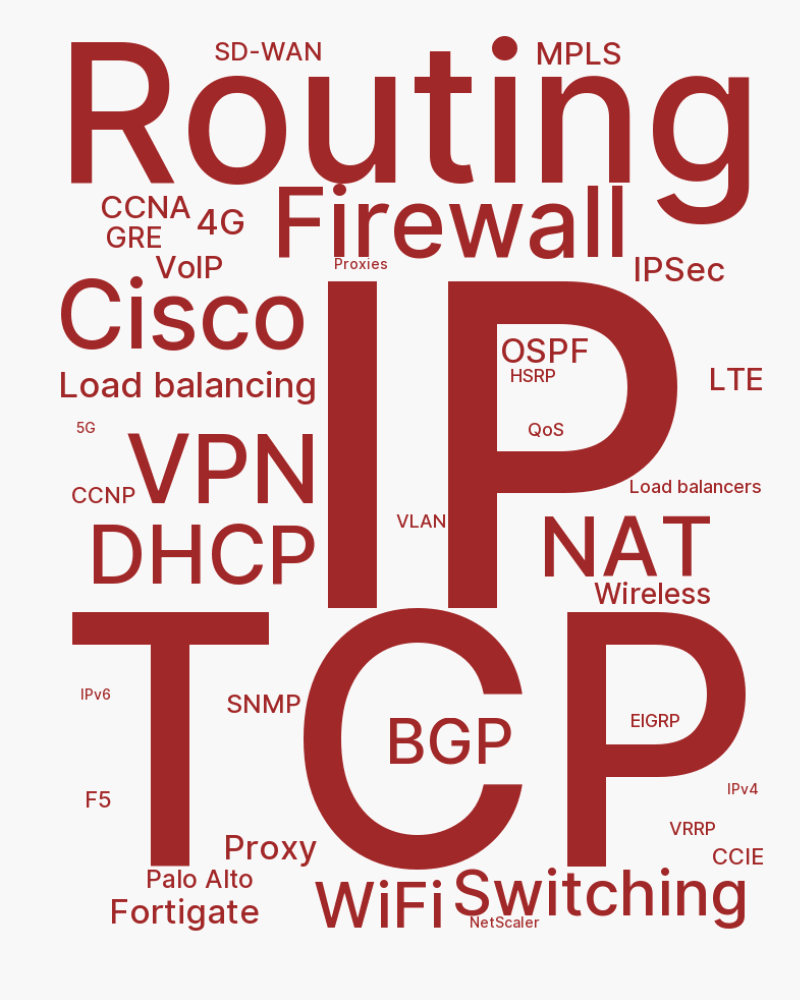 SD-WAN
MPLS
Routing
CCNA
4G
GRE
Firewall
VoIP
Proxies
IPSec
Cisco
IP
OSPF
HSRP
LTE
Load balancing
5G
QoS
VPN
CCNP
Load balancers
VLAN
DHCP
NAT
Wireless
TCP
IPv6
SNMP
BGP
EIGRP
F5
IPv4
VRRP
Proxy
CCIE
Palo Alto
Fortigate
WiFi
Switching
NetScaler